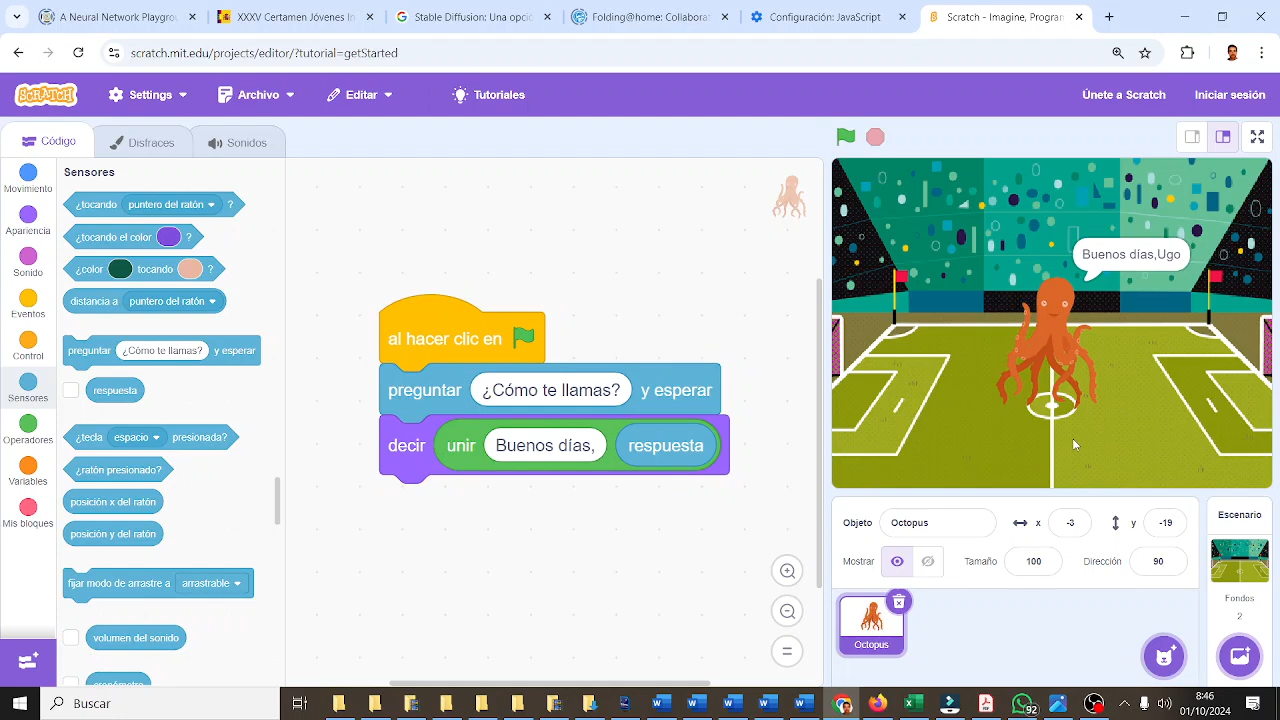 A Neural Network Playgrou
XXXV Certamen Jóvenes In
Stable Diffusion: Una opci
Folding@home: Collabora
Configuración: JavaScript
Scratch - Imagine, Program
scratch.mit.edu/projects/editor/?tutorial=getStarted
SCRATCH
Settings
Archivo
Editar
Tutoriales
Únete a Scratch
Iniciar sesión
Código
Disfraces
Sonidos
Movimiento
Apariencia
Sonido
Eventos
Control
Sensores
Operadores
Variables
Mis bloques
Sensores
¿tocando puntero del ratón ?
¿tocando el color ?
¿color tocando ?
distancia a puntero del ratón
preguntar ¿Cómo te llamas? y esperar
respuesta
¿tecla espacio presionada?
¿ratón presionado?
posición x del ratón
posición y del ratón
fijar modo de arrastre a arrastrable
volumen del sonido
cronómetro
al hacer clic en
preguntar ¿Cómo te llamas? y esperar
decir unir Buenos días, respuesta
Buenos días,Ugo
Objeto Octopus x -3 y -19
Mostrar Tamaño 100 Dirección 90
Octopus
Escenario
Fondos
2
Buscar
92
8:46
01/10/2024